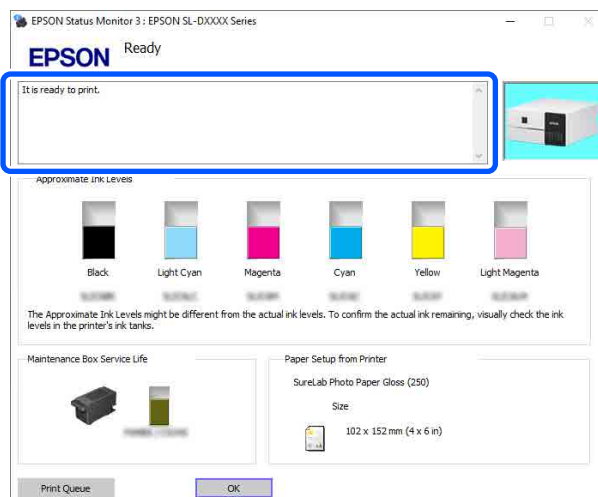 EPSON Status Monitor 3 : EPSON SL-DXXXX Series
EPSON
Ready
It is ready to print.
Approximate Ink Levels
Black Light Cyan Magenta Cyan Yellow Light Magenta
The Approximate Ink Levels might be different from the actual ink levels. To confirm the actual ink remaining, visually check the ink
levels in the printer's ink tanks.
Maintenance Box Service Life
Paper Setup from Printer
SureLab Photo Paper Gloss (250)
Size
102 x 152 mm (4 x 6 in)
Print Queue
OK